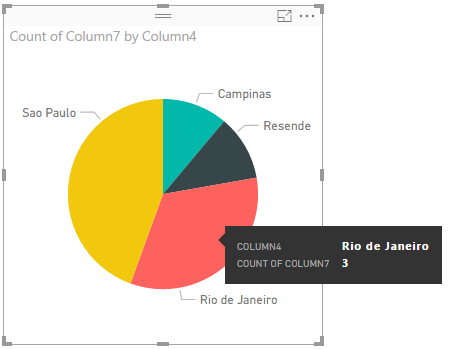 Count of Column7 by Column4
Campinas
Sao Paulo
Resende
COLUMN4 Rio de Janeiro
COUNT OF COLUMN7 3
Rio de Janeiro